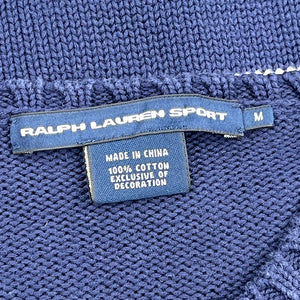 RALPH LAUREN SPORT
M
MADE IN CHINA
100% COTTON
EXCLUSIVE OF
DECORATION